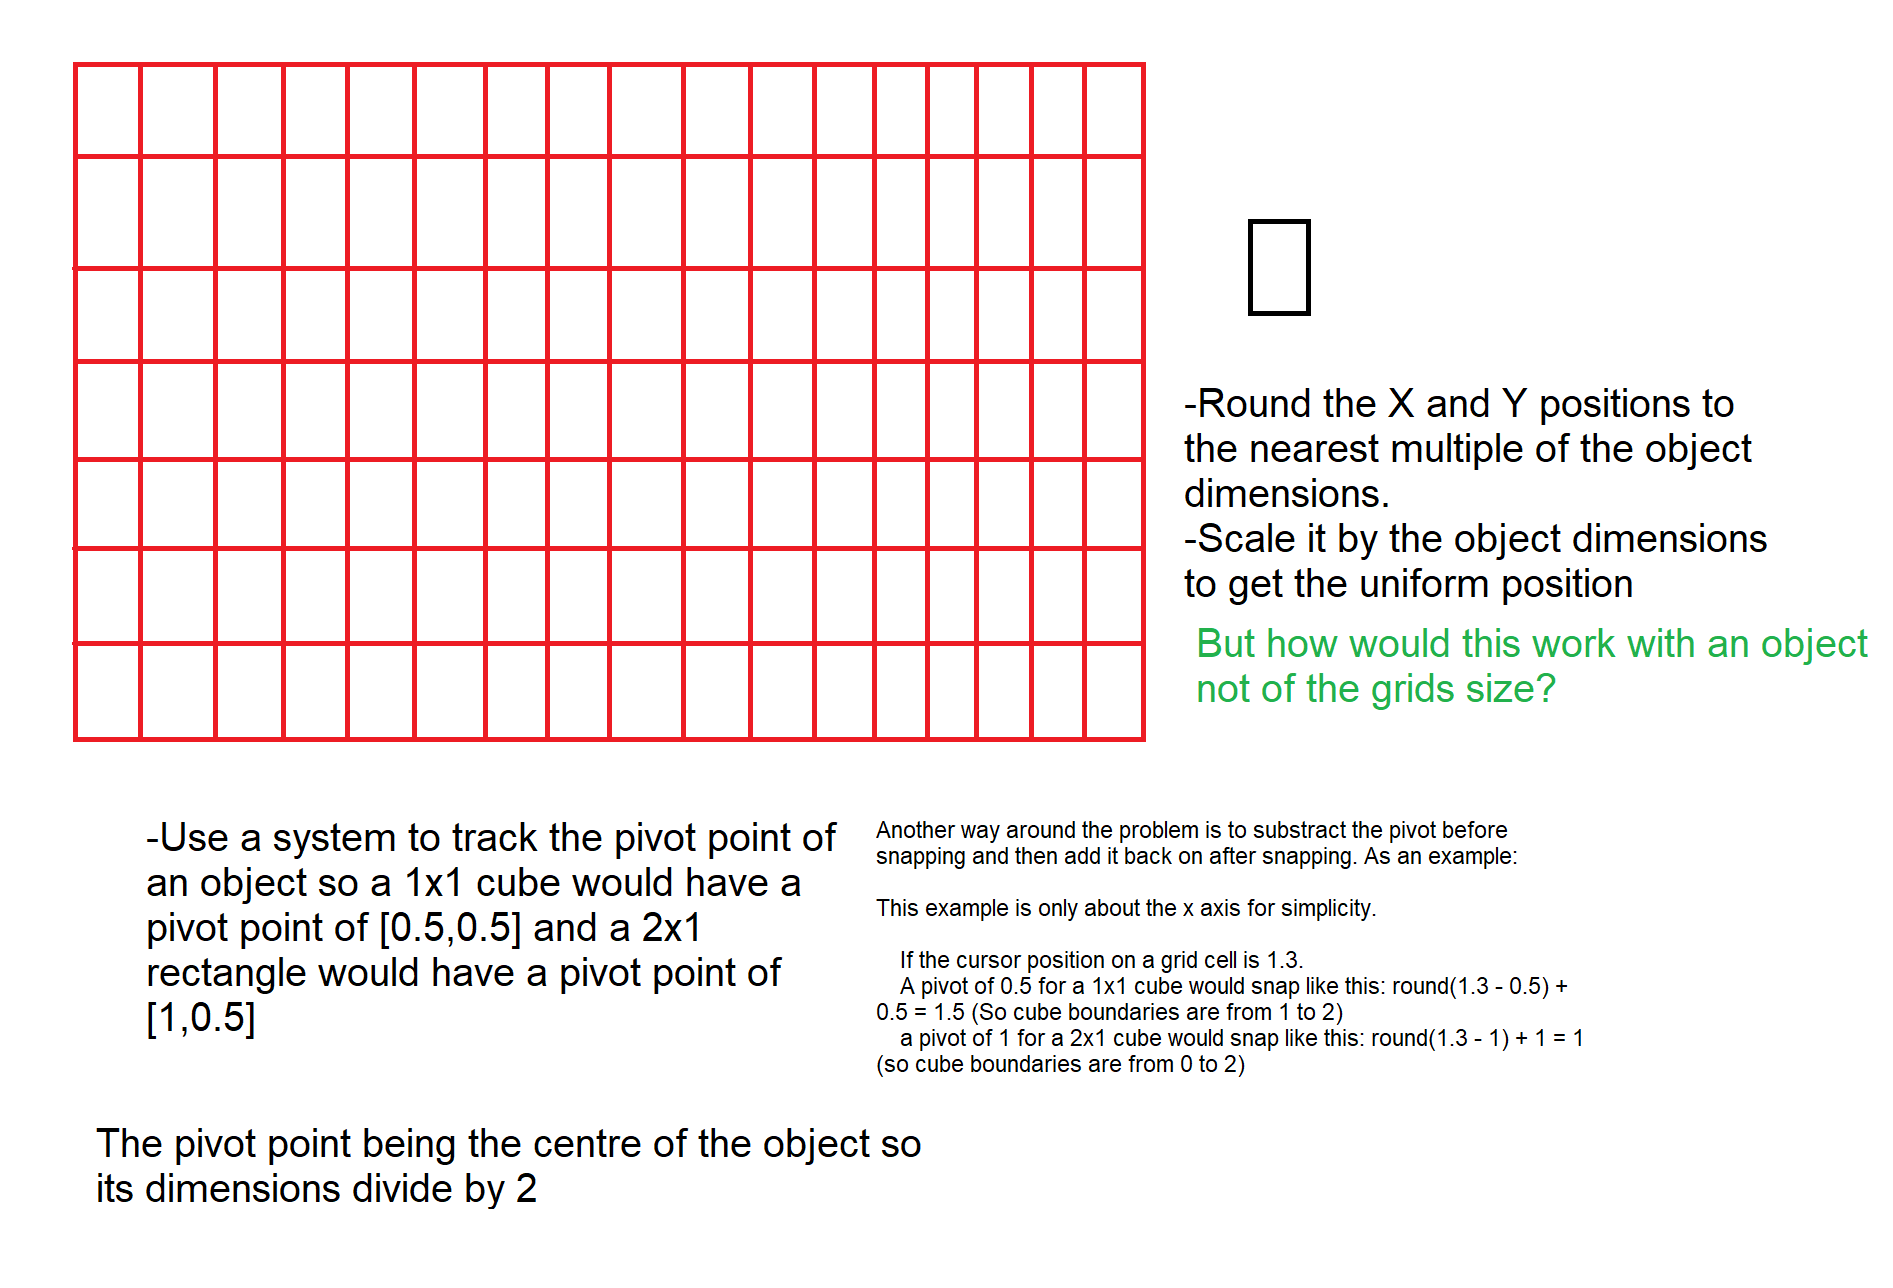 -Round the X and Y positions to
the nearest multiple of the object
dimensions.
-Scale it by the object dimensions
to get the uniform position
But how would this work with an object
not of the grids size?
-Use a system to track the pivot point of
an object so a 1x1 cube would have a
pivot point of [0.5,0.5] and a 2x1
rectangle would have a pivot point of
[1,0.5]
Another way around the problem is to substract the pivot before
snapping and then add it back on after snapping. As an example:
This example is only about the x axis for simplicity.
If the cursor position on a grid cell is 1.3.
A pivot of 0.5 for a 1x1 cube would snap like this: round(1.3 - 0.5) +
0.5 = 1.5 (So cube boundaries are from 1 to 2)
a pivot of 1 for a 2x1 cube would snap like this: round(1.3 - 1) + 1 = 1
(so cube boundaries are from 0 to 2)
The pivot point being the centre of the object so
its dimensions divide by 2